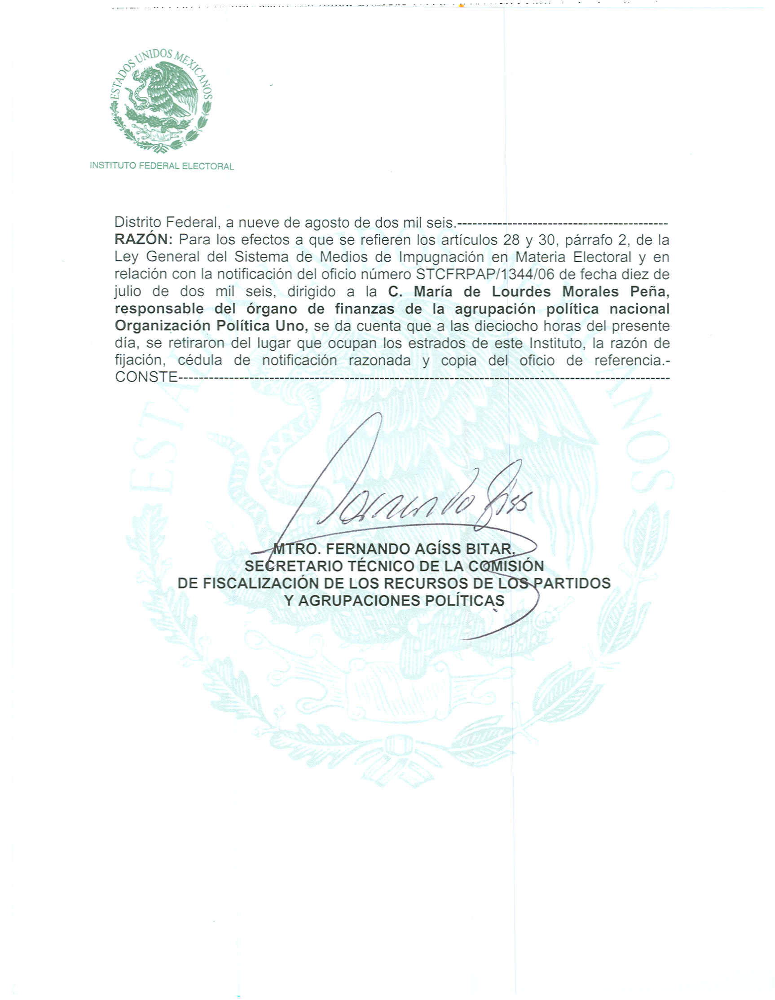 ESTADOS UNIDOS MEXICANOS
INSTITUTO FEDERAL ELECTORAL
Distrito Federal, a nueve de agosto de dos mil seis.------------------------------------------
RAZÓN: Para los efectos a que se refieren los artículos 28 y 30, párrafo 2, de la
Ley General del Sistema de Medios de Impugnación en Materia Electoral y en
relación con la notificación del oficio número STCFRPAP/1344/06 de fecha diez de
julio de dos mil seis, dirigido a la C. María de Lourdes Morales Peña,
responsable del órgano de finanzas de la agrupación política nacional
Organización Política Uno, se da cuenta que a las dieciocho horas del presente
día, se retiraron del lugar que ocupan los estrados de este Instituto, la razón de
fijación, cédula de notificación razonada y copia del oficio de referencia.-
CONSTE--------------------------------------------------------------------------------------------------
ESTADOS UNIDOS MEXICANOS
Fernando Agiss
MTRO. FERNANDO AGÍSS BITAR,
SECRETARIO TÉCNICO DE LA COMISIÓN
DE FISCALIZACIÓN DE LOS RECURSOS DE LOS PARTIDOS
Y AGRUPACIONES POLÍTICAS